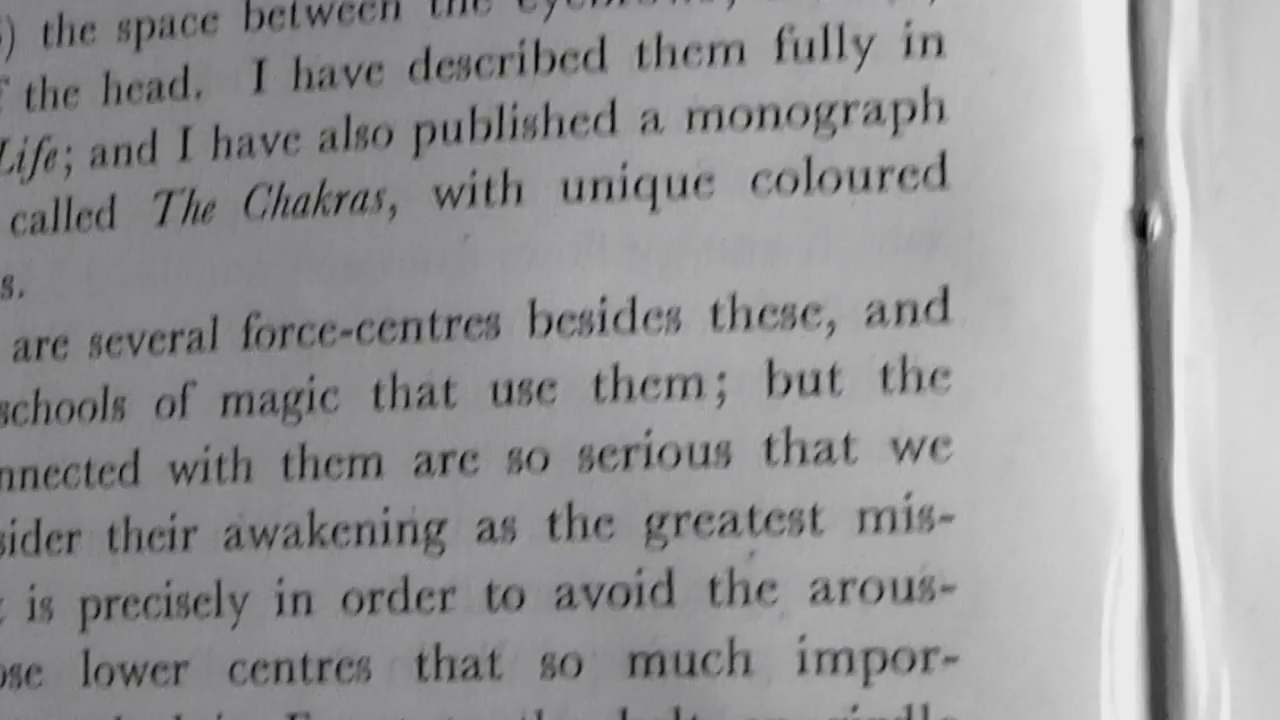 ) the space between the eyebrows,
the head. I have described them fully in
Life; and I have also published a monograph
called The Chakras, with unique coloured
s.
are several force-centres besides these, and
schools of magic that use them; but the
nnected with them are so serious that we
sider their awakening as the greatest mis-
is precisely in order to avoid the arous-
ose lower centres that so much impor-